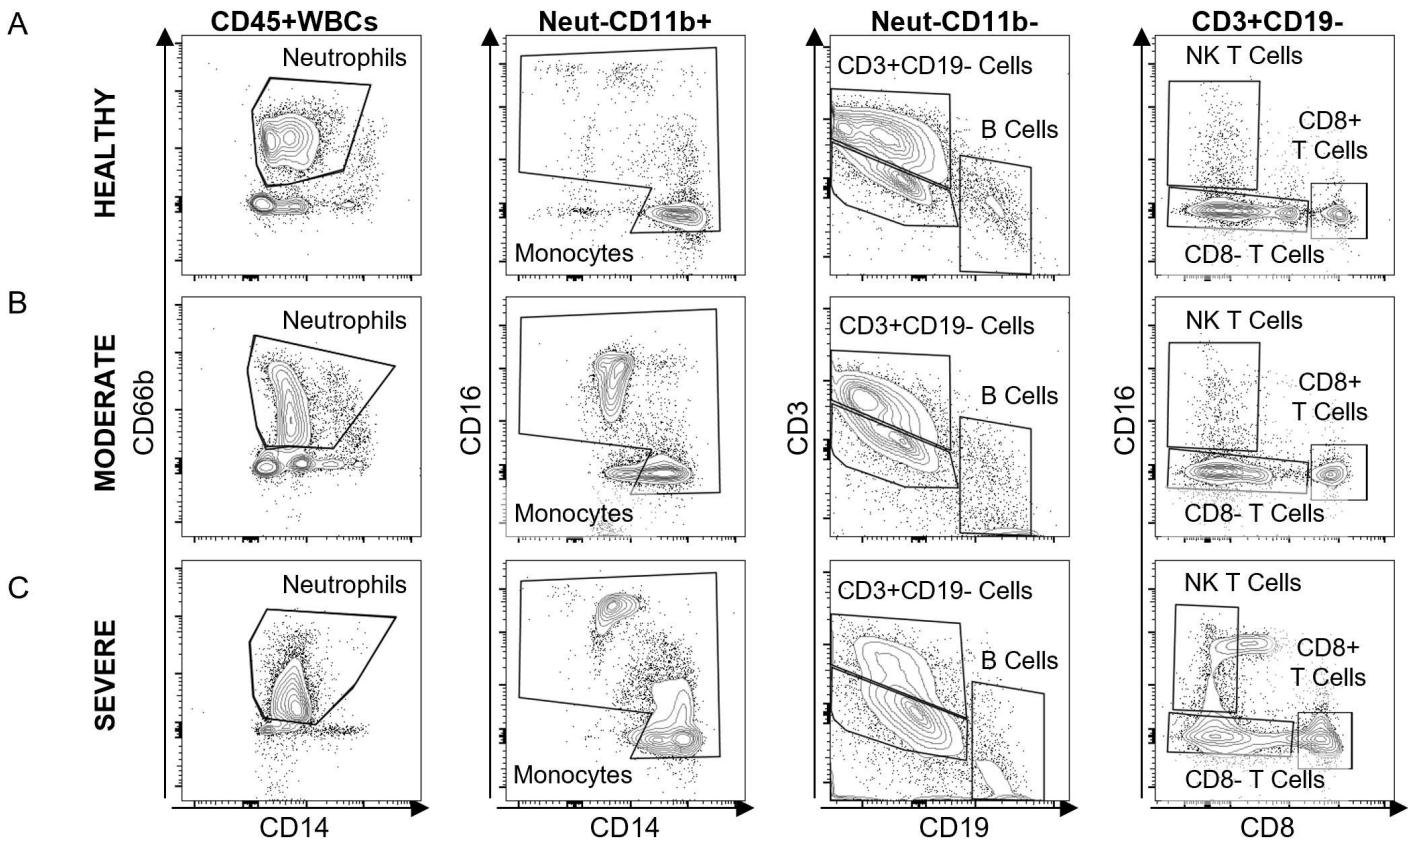 A
CD45+WBCs
Neut-CD11b+
Neut-CD11b-
CD3+CD19-
HEALTHY
Neutrophils
Monocytes
CD3+CD19- Cells
B Cells
NK T Cells
CD8+
T Cells
CD8- T Cells
B
MODERATE
CD66b
Neutrophils
CD16
Monocytes
CD3
CD3+CD19- Cells
B Cells
CD16
NK T Cells
CD8+
T Cells
CD8- T Cells
C
SEVERE
Neutrophils
Monocytes
CD3+CD19- Cells
B Cells
NK T Cells
CD8+
T Cells
CD8- T Cells
CD14
CD14
CD19
CD8